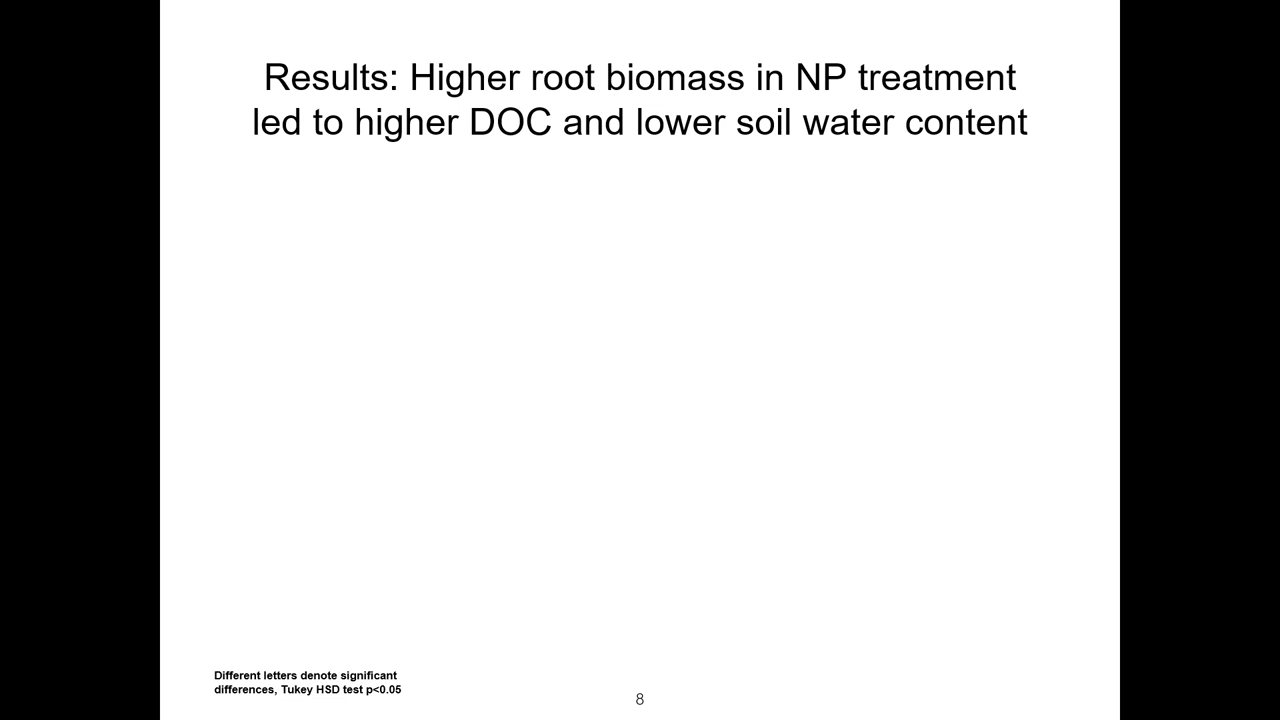 Results: Higher root biomass in NP treatment
led to higher DOC and lower soil water content
Different letters denote significant
differences, Tukey HSD test p<0.05
8